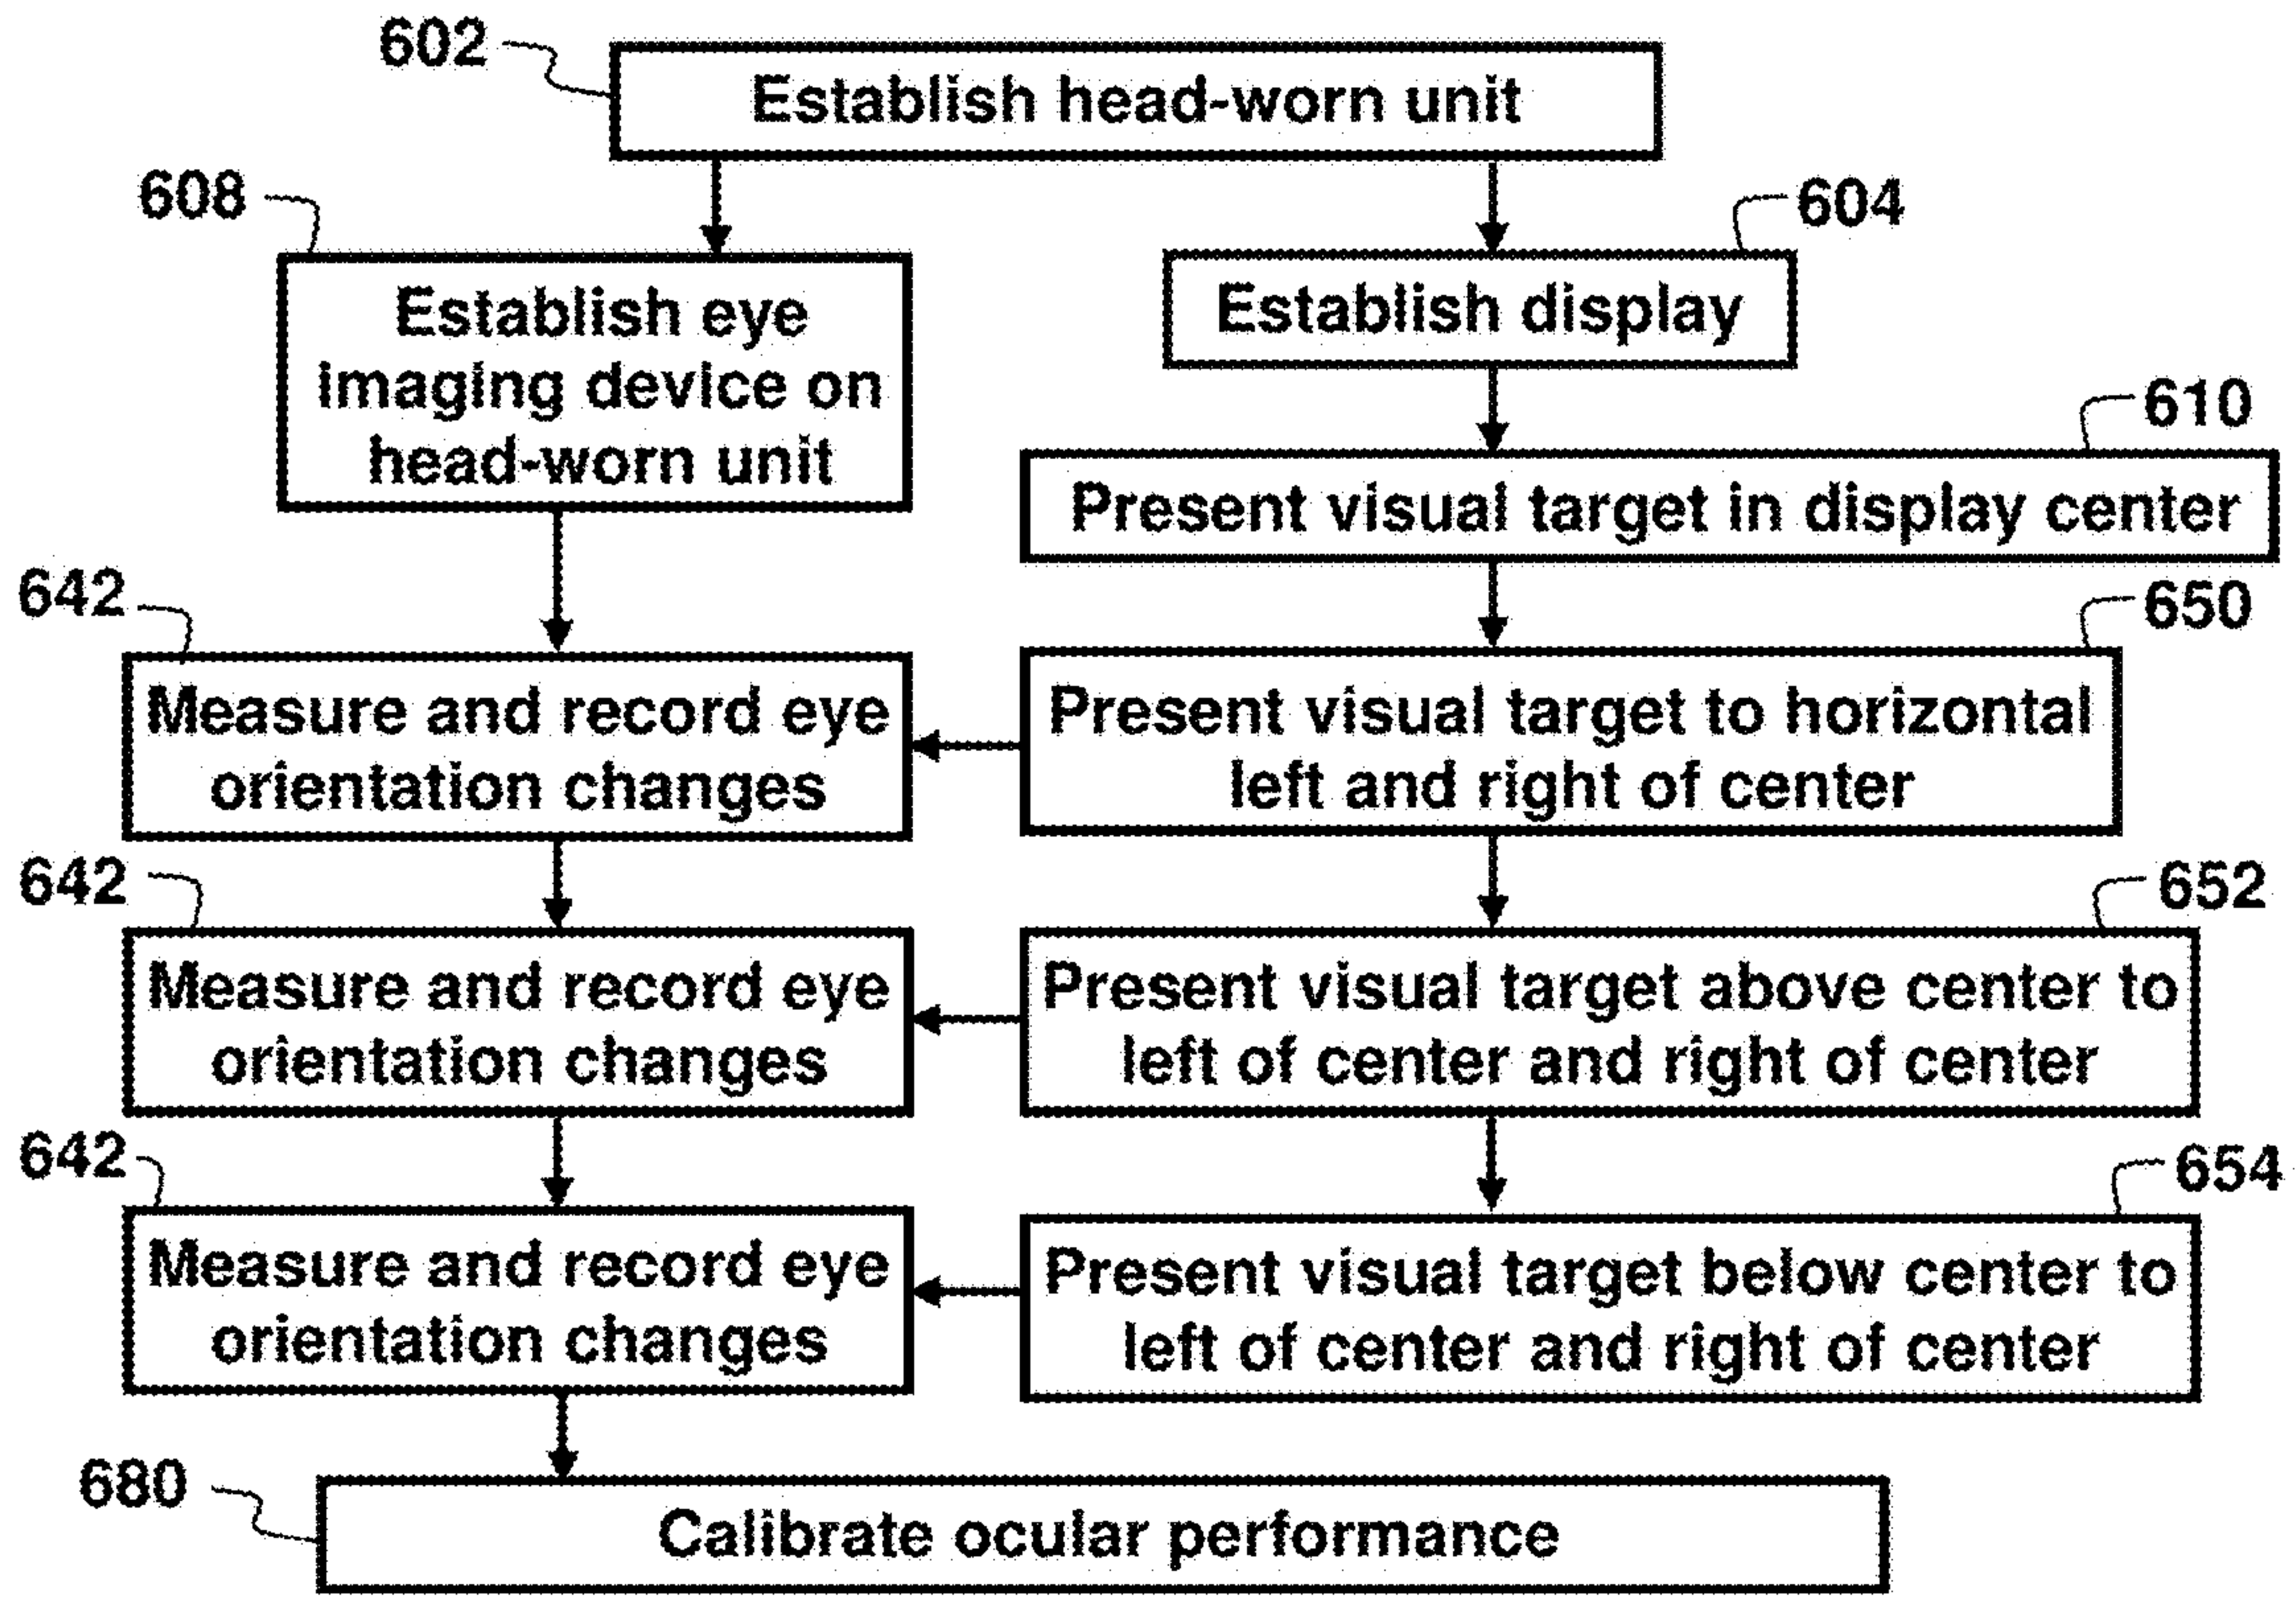 602
Establish head-worn unit
608
604
Establish eye
imaging device on
head-worn unit
Establish display
610
Present visual target in display center
642
650
Measure and record eye
orientation changes
Present visual target to horizontal
left and right of center
642
652
Measure and record eye
orientation changes
Present visual target above center to
left of center and right of center
642
654
Measure and record eye
orientation changes
Present visual target below center to
left of center and right of center
680
Calibrate ocular performance